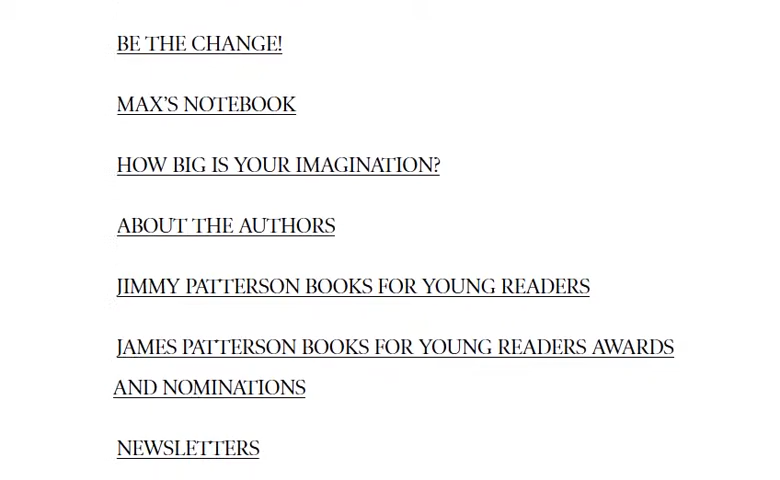 BE THE CHANGE!
MAX’S NOTEBOOK
HOW BIG IS YOUR IMAGINATION?
ABOUT THE AUTHORS
JIMMY PATTERSON BOOKS FOR YOUNG READERS
JAMES PATTERSON BOOKS FOR YOUNG READERS AWARDS
AND NOMINATIONS
NEWSLETTERS